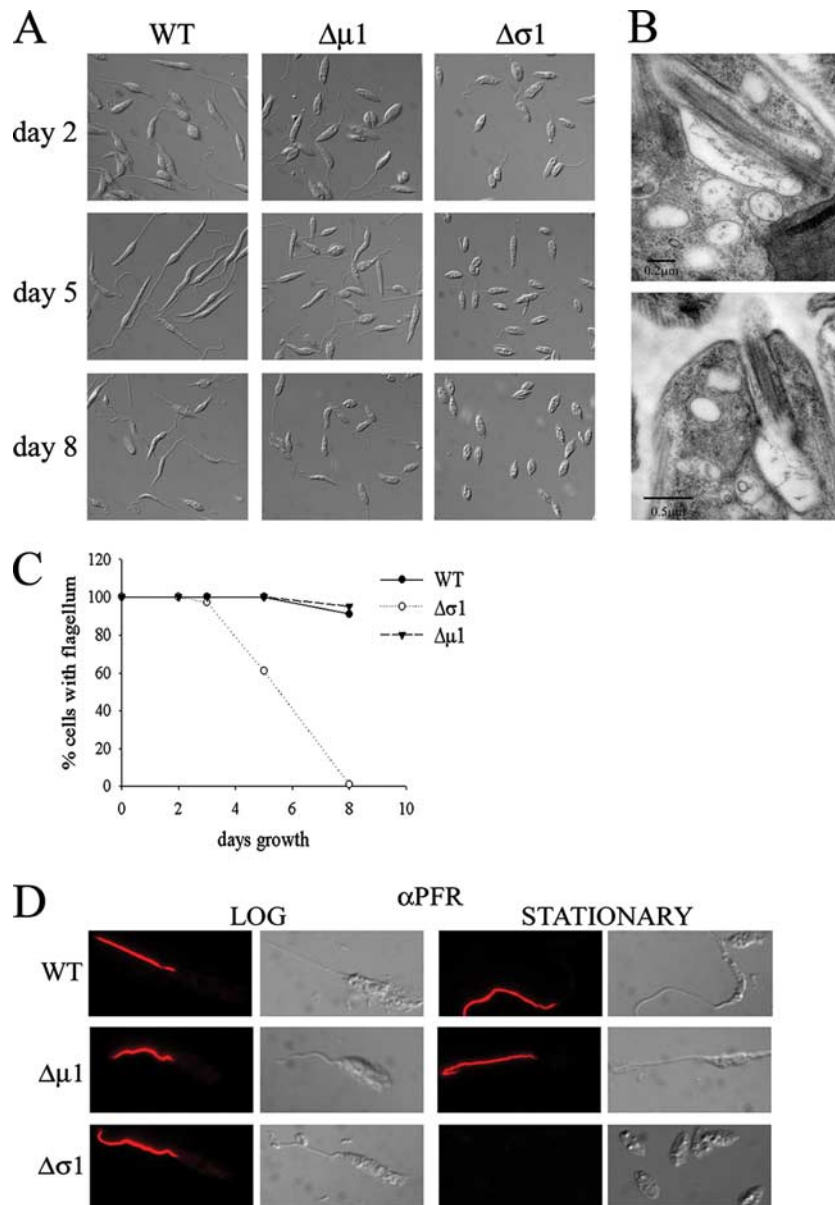 A
WT Δμ1 Δσ1
B
day 2
day 5
day 8
0.2μm
0.5μm
C
120
100
80
60
40
20
0
0 2 4 6 8 10
% cells with flagellum
days growth
WT
Δσ1
Δμ1
D
αPFR
LOG STATIONARY
WT
Δμ1
Δσ1